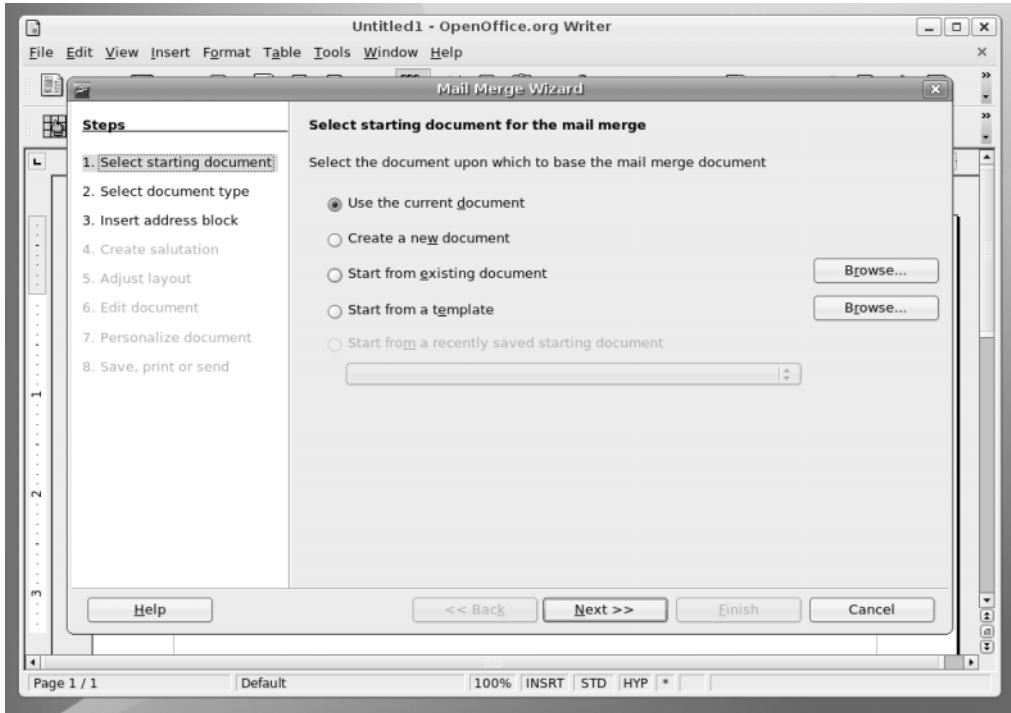 Untitled1 - OpenOffice.org Writer
File Edit View Insert Format Table Tools Window Help
Mail Merge Wizard
Steps
1. Select starting document
2. Select document type
3. Insert address block
4. Create salutation
5. Adjust layout
6. Edit document
7. Personalize document
8. Save, print or send
Select starting document for the mail merge
Select the document upon which to base the mail merge document
Use the current document
Create a new document
Start from existing document Browse...
Start from a template Browse...
Start from a recently saved starting document
1
2
3
Help << Back Next >> Finish Cancel
Page 1 / 1 Default 100% INSRT STD HYP *